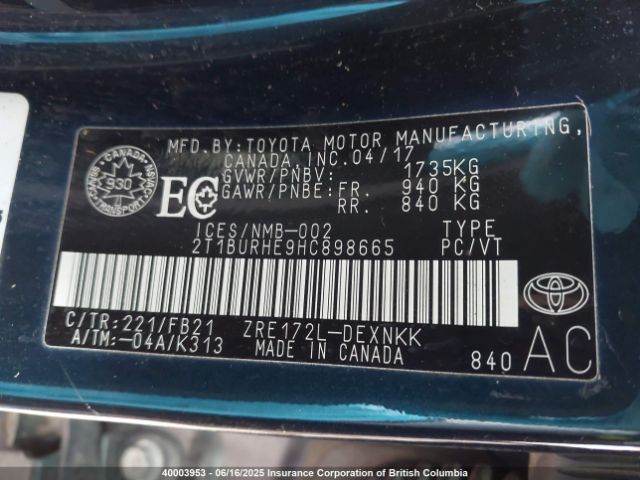 MFD.BY:TOYOTA MOTOR MANUFACTURING,
CANADA, INC.04/17
GVWR/PNBV: 1735KG
GAWR/PNBE:FR. 940 KG
RR. 840 KG
CANADA
930
EC
ICES/NMB-002 TYPE
2T1BURHE9HC898665 PC/VT
C/TR:221/FB21 ZRE172L-DEXNKK
A/TM:-04A/K313 MADE IN CANADA
840 AC
40003953 - 06/16/2025 Insurance Corporation of British Columbia